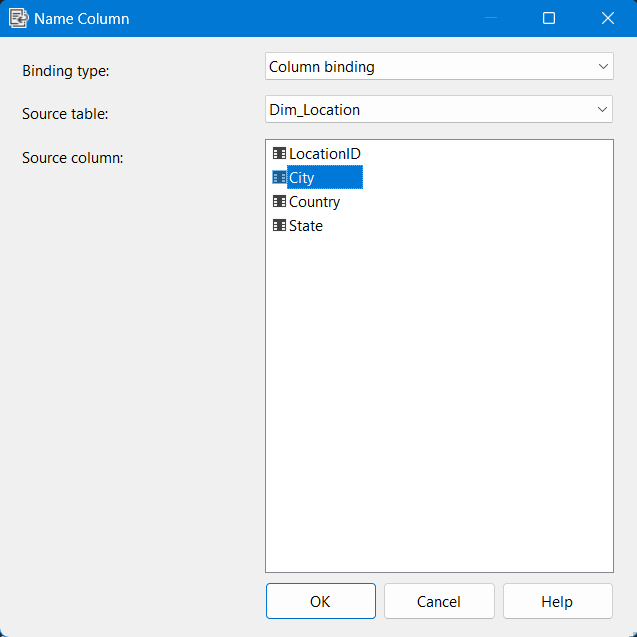 Name Column
Binding type:
Column binding
Source table:
Dim_Location
Source column:
LocationID
City
Country
State
OK
Cancel
Help